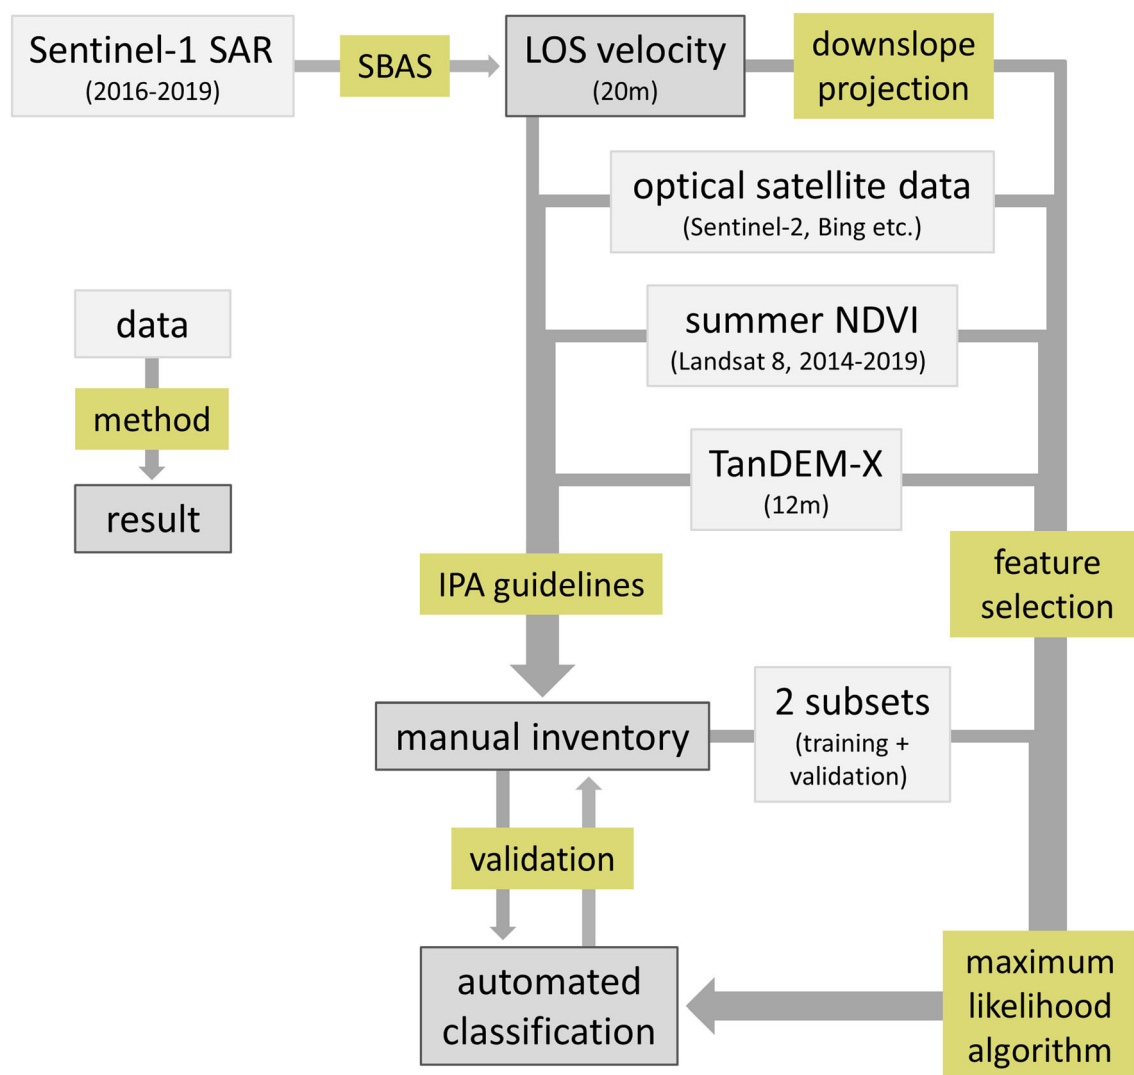 Sentinel-1 SAR
(2016-2019)
SBAS
LOS velocity
(20m)
downslope
projection
optical satellite data
(Sentinel-2, Bing etc.)
summer NDVI
(Landsat 8, 2014-2019)
TanDEM-X
(12m)
data
method
result
IPA guidelines
feature
selection
manual inventory
2 subsets
(training +
validation)
validation
automated
classification
maximum
likelihood
algorithm